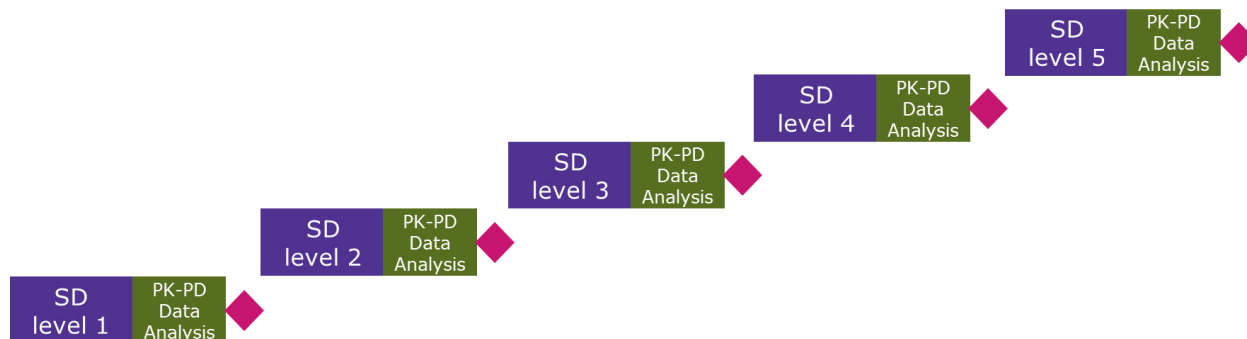 SD
level 5
PK-PD
Data
Analysis
SD
level 4
PK-PD
Data
Analysis
SD
level 3
PK-PD
Data
Analysis
SD
level 2
PK-PD
Data
Analysis
SD
level 1
PK-PD
Data
Analysis